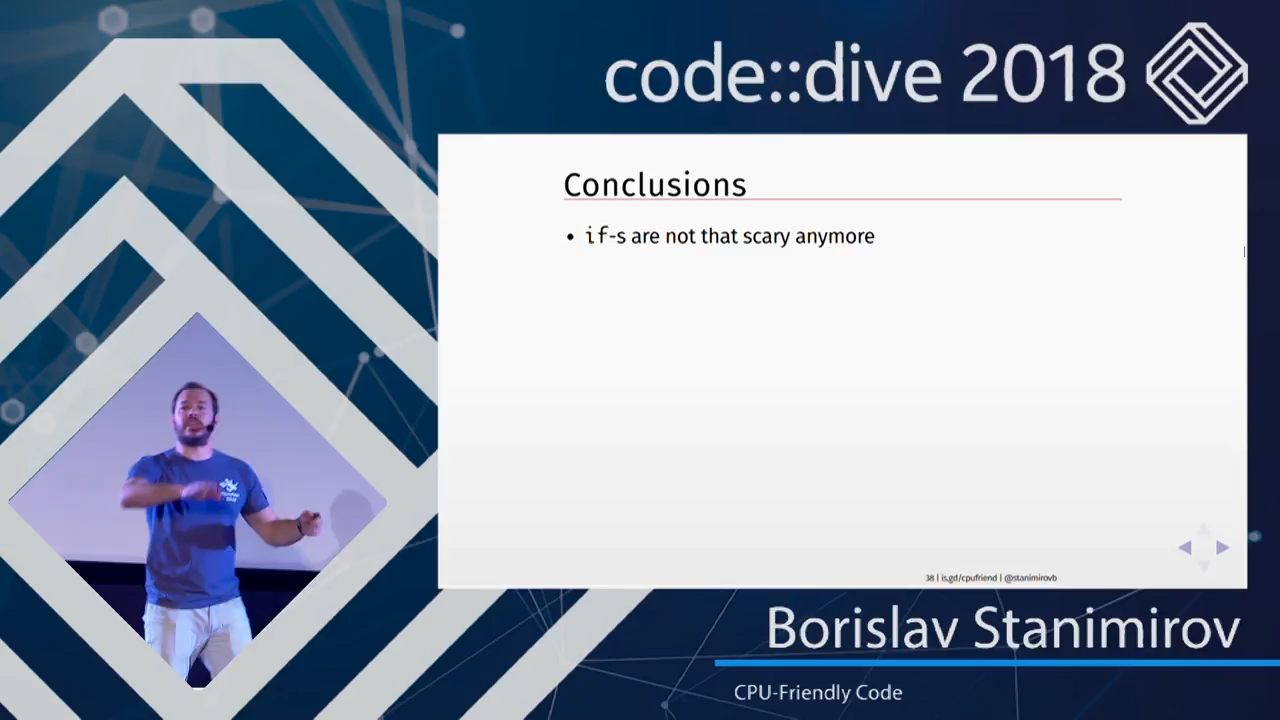 code::dive 2018
Conclusions
• if-s are not that scary anymore
38 | is.gd/cpufriend | @stanimirovb
Borislav Stanimirov
CPU-Friendly Code